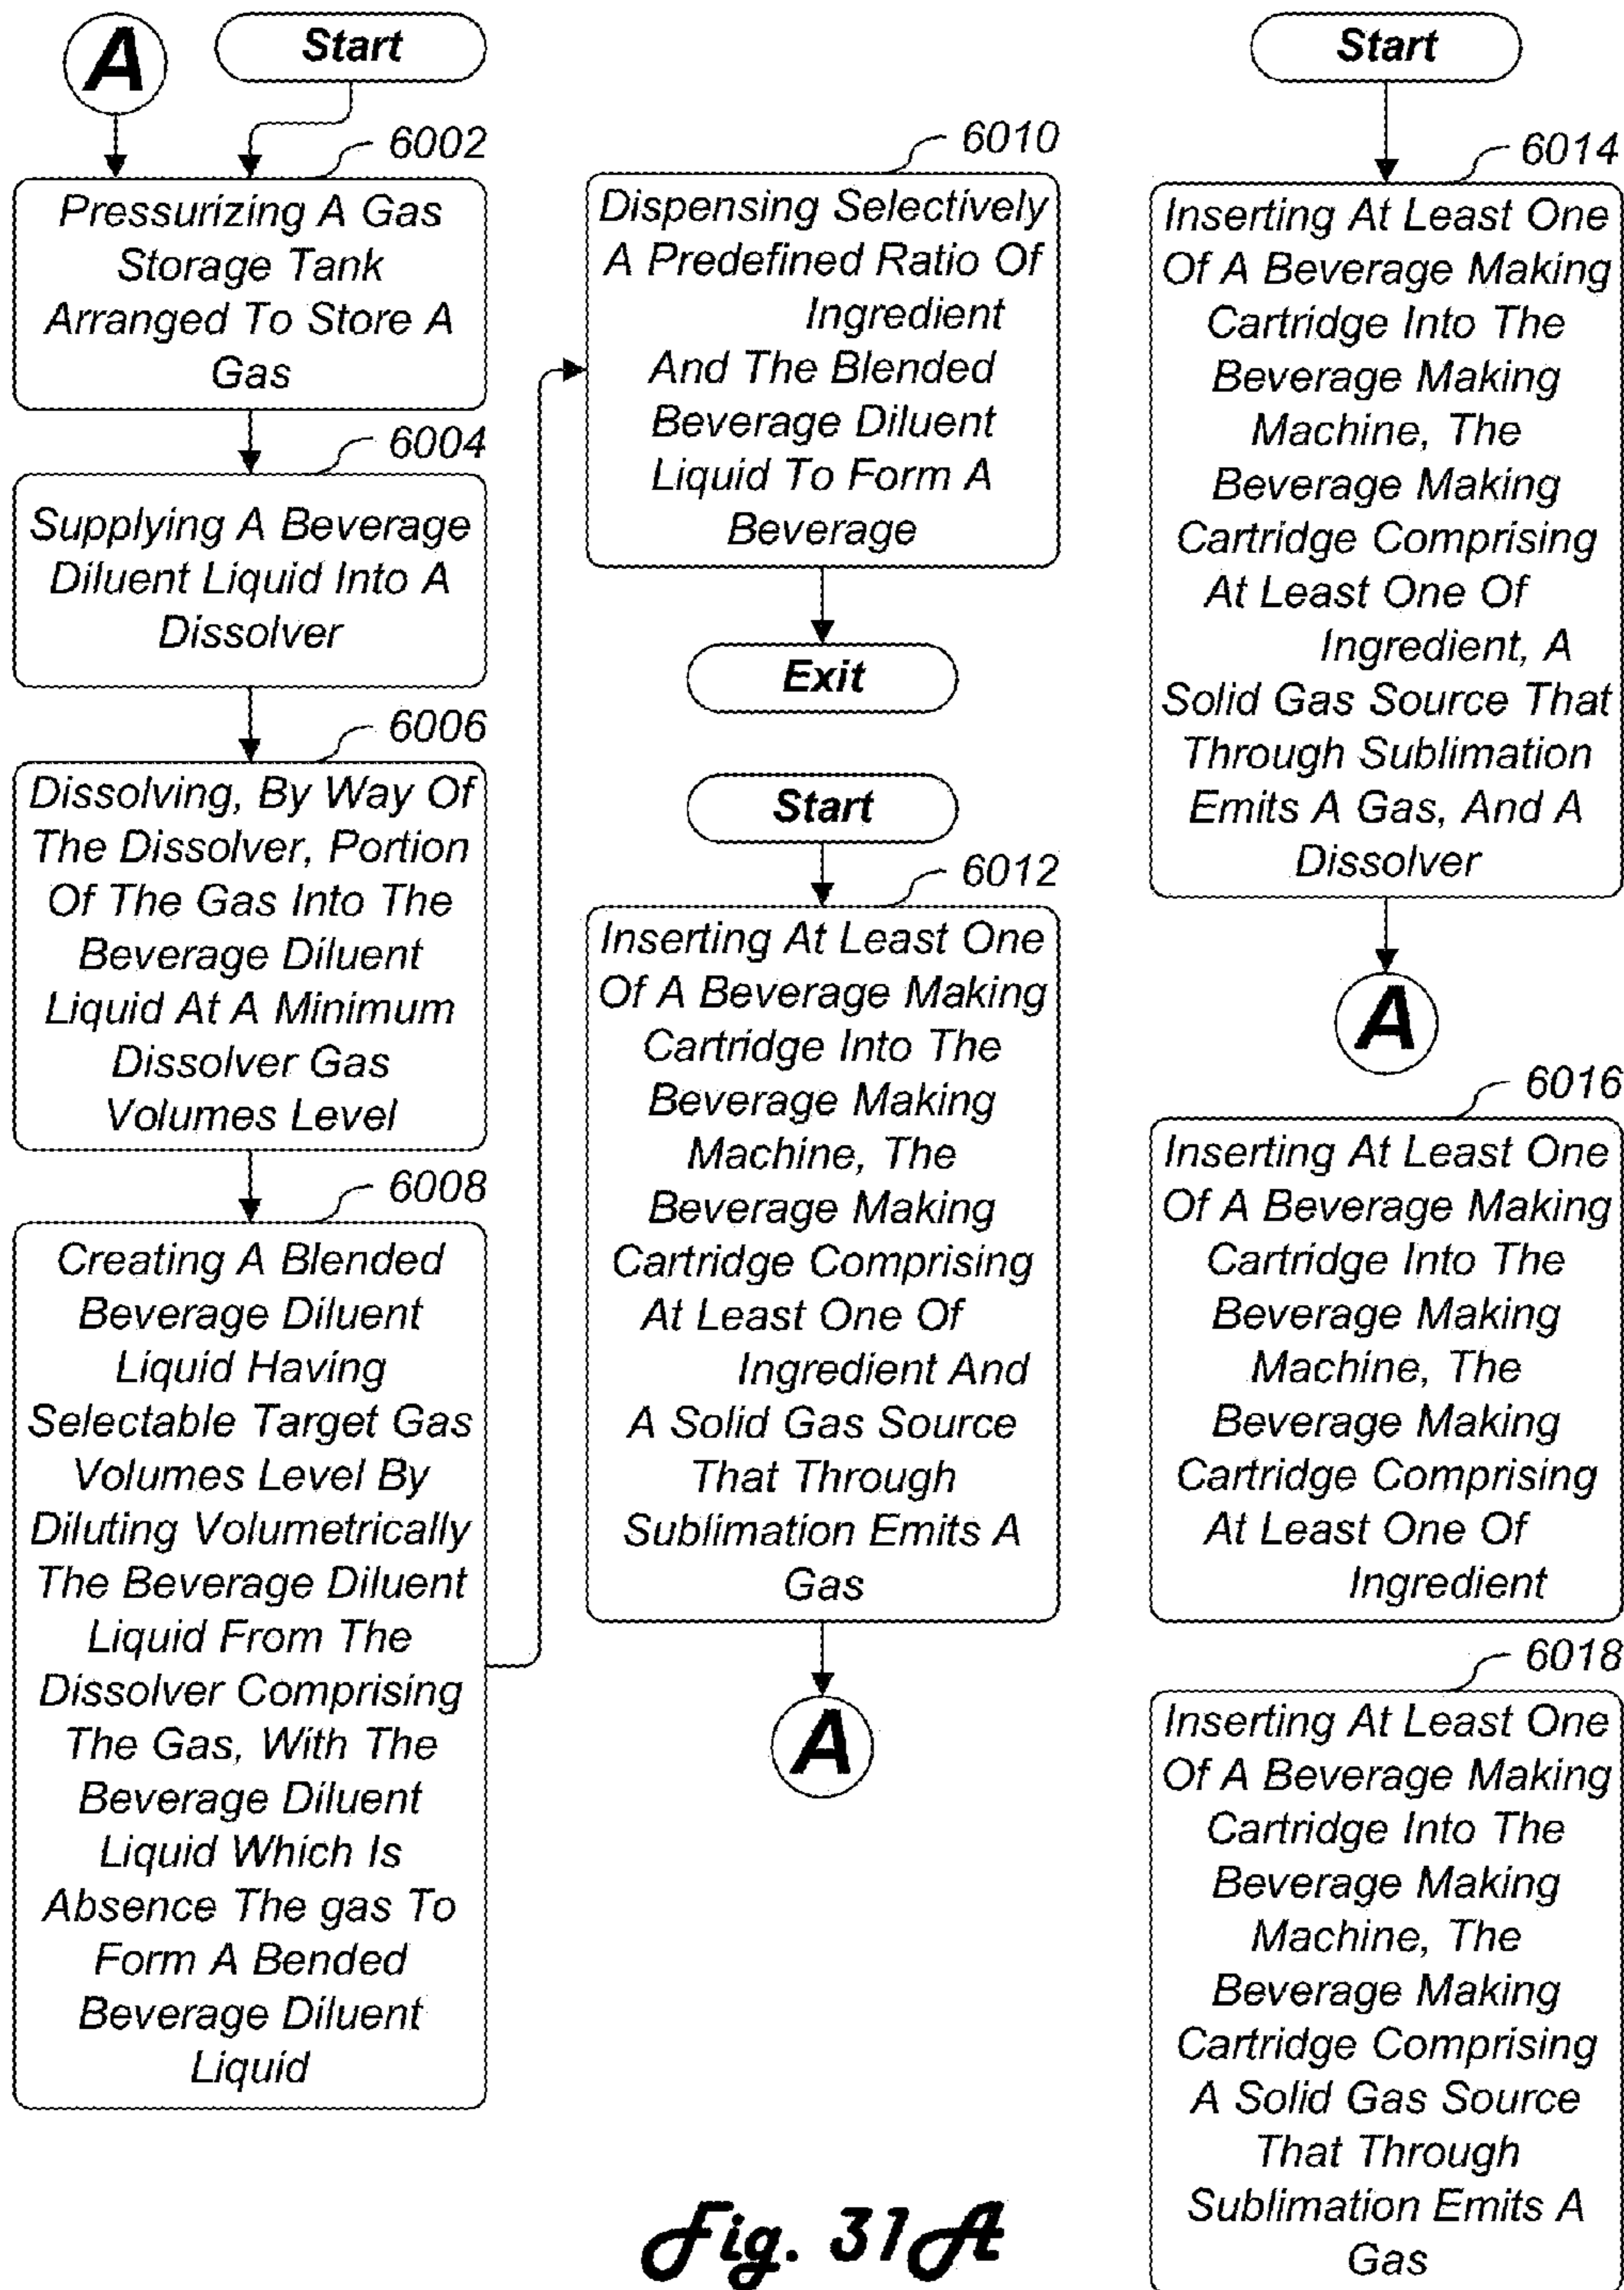 A
Start
6002
Pressurizing A Gas
Storage Tank
Arranged To Store A
Gas
6004
Supplying A Beverage
Diluent Liquid Into A
Dissolver
6006
Dissolving, By Way Of
The Dissolver, Portion
Of The Gas Into The
Beverage Diluent
Liquid At A Minimum
Dissolver Gas
Volumes Level
6008
Creating A Blended
Beverage Diluent
Liquid Having
Selectable Target Gas
Volumes Level By
Diluting Volumetrically
The Beverage Diluent
Liquid From The
Dissolver Comprising
The Gas, With The
Beverage Diluent
Liquid Which Is
Absence The gas To
Form A Bended
Beverage Diluent
Liquid
6010
Dispensing Selectively
A Predefined Ratio Of
Ingredient
And The Blended
Beverage Diluent
Liquid To Form A
Beverage
Exit
Start
6012
Inserting At Least One
Of A Beverage Making
Cartridge Into The
Beverage Making
Machine, The
Beverage Making
Cartridge Comprising
At Least One Of
Ingredient And
A Solid Gas Source
That Through
Sublimation Emits A
Gas
A
Start
6014
Inserting At Least One
Of A Beverage Making
Cartridge Into The
Beverage Making
Machine, The
Beverage Making
Cartridge Comprising
At Least One Of
Ingredient, A
Solid Gas Source That
Through Sublimation
Emits A Gas, And A
Dissolver
A
6016
Inserting At Least One
Of A Beverage Making
Cartridge Into The
Beverage Making
Machine, The
Beverage Making
Cartridge Comprising
At Least One Of
Ingredient
6018
Inserting At Least One
Of A Beverage Making
Cartridge Into The
Beverage Making
Machine, The
Beverage Making
Cartridge Comprising
A Solid Gas Source
That Through
Sublimation Emits A
Gas
Fig. 31A